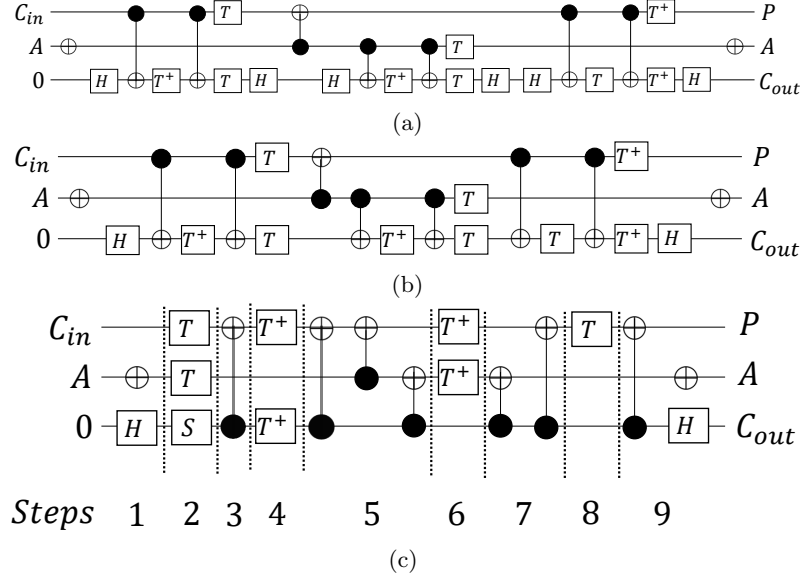 C_in T P
A T A
0 H T+ T H H T+ T H H T T+ H C_out
(a)
C_in T T+ P
A T A
0 H T+ T T+ T T T+ H C_out
(b)
C_in T T+ T+ T P
A T T+ A
0 H S T+ H C_out
Steps 1 2 3 4 5 6 7 8 9
(c)